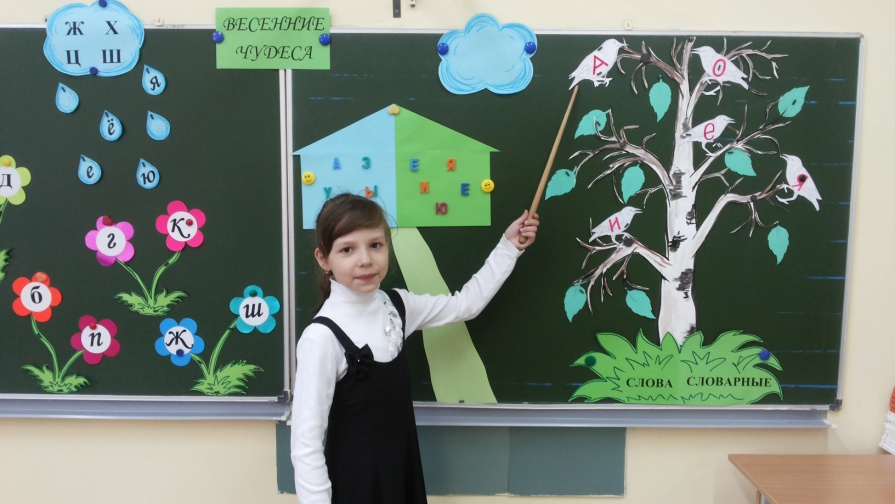 Ж Х
Ц Ш
ВЕСЕННИЕ
ЧУДЕСА
я
ё
е
ю
д
г
К
б
п
Ж
ш
А Э Е Я
У Ы И Е
Ю
А
о
е
я
и
СЛОВА СЛОВАРНЫЕ